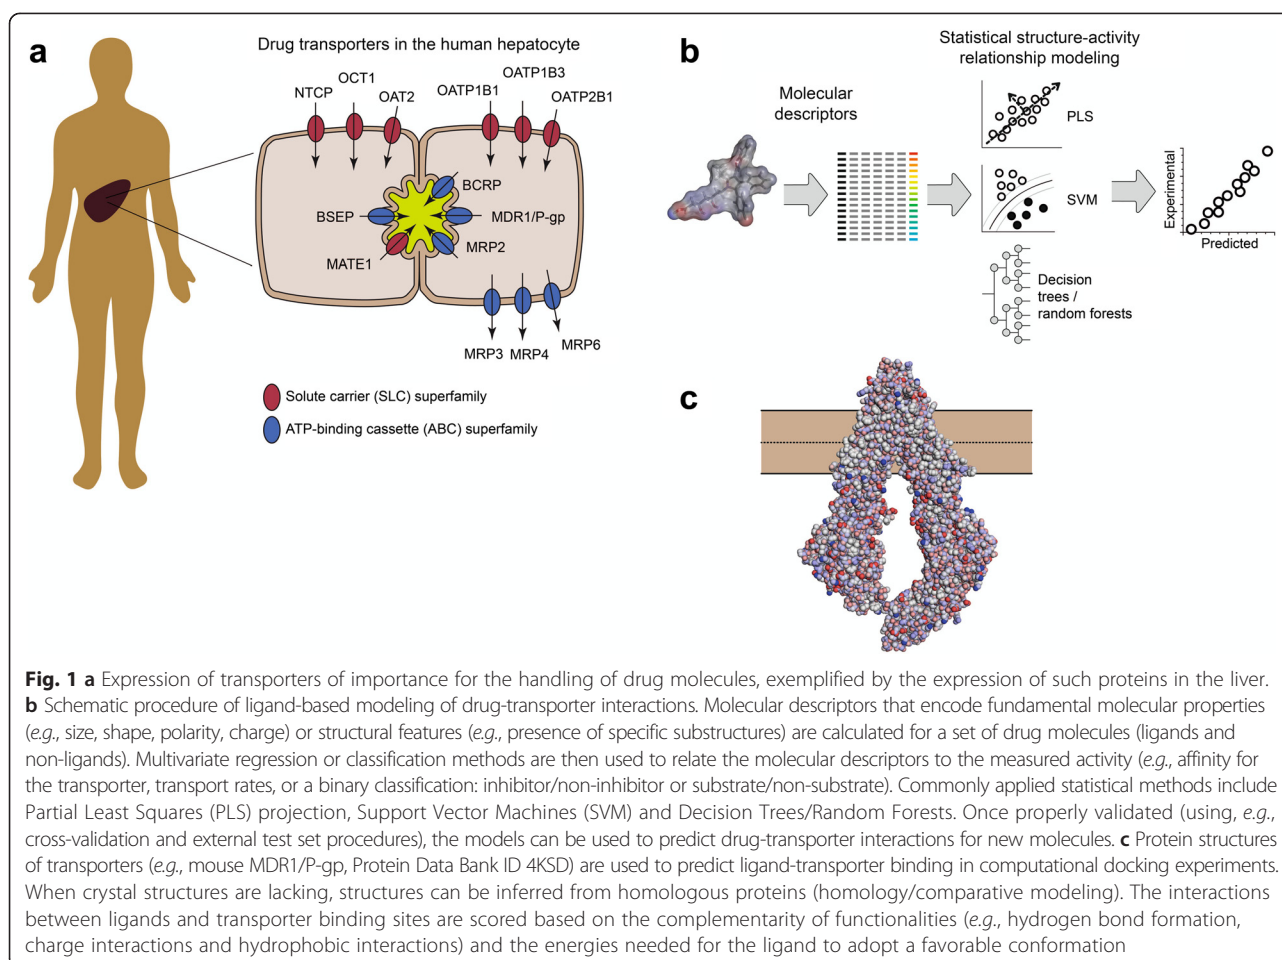 a
Drug transporters in the human hepatocyte
NTCP
OCT1
OAT2
OATP1B1
OATP1B3
OATP2B1
BCRP
BSEP
MDR1/P-gp
MATE1
MRP2
MRP3
MRP4
MRP6
Solute carrier (SLC) superfamily
ATP-binding cassette (ABC) superfamily
b
Molecular
descriptors
Statistical structure-activity
relationship modeling
PLS
SVM
Decision
trees /
random forests
Experimental
Predicted
c
Fig. 1 a Expression of transporters of importance for the handling of drug molecules, exemplified by the expression of such proteins in the liver.
b Schematic procedure of ligand-based modeling of drug-transporter interactions. Molecular descriptors that encode fundamental molecular properties
(e.g., size, shape, polarity, charge) or structural features (e.g., presence of specific substructures) are calculated for a set of drug molecules (ligands and
non-ligands). Multivariate regression or classification methods are then used to relate the molecular descriptors to the measured activity (e.g., affinity for
the transporter, transport rates, or a binary classification: inhibitor/non-inhibitor or substrate/non-substrate). Commonly applied statistical methods include
Partial Least Squares (PLS) projection, Support Vector Machines (SVM) and Decision Trees/Random Forests. Once properly validated (using, e.g.,
cross-validation and external test set procedures), the models can be used to predict drug-transporter interactions for new molecules. c Protein structures
of transporters (e.g., mouse MDR1/P-gp, Protein Data Bank ID 4KSD) are used to predict ligand-transporter binding in computational docking experiments.
When crystal structures are lacking, structures can be inferred from homologous proteins (homology/comparative modeling). The interactions
between ligands and transporter binding sites are scored based on the complementarity of functionalities (e.g., hydrogen bond formation,
charge interactions and hydrophobic interactions) and the energies needed for the ligand to adopt a favorable conformation